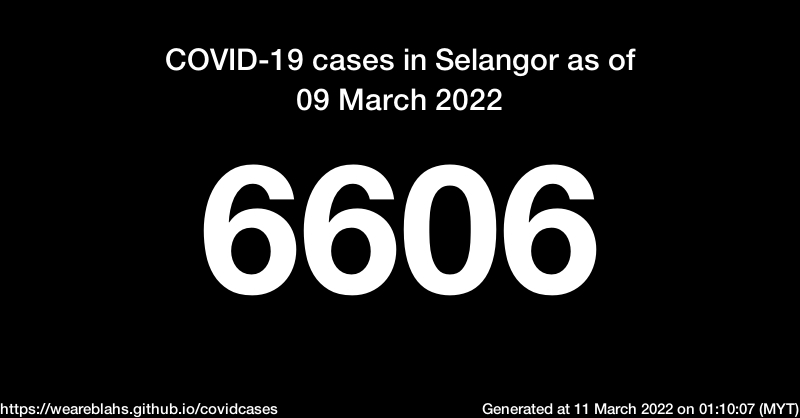 COVID-19 cases in Selangor as of
09 March 2022
6606
https://weareblahs.github.io/covidcases
Generated at 11 March 2022 on 01:10:07 (MYT)